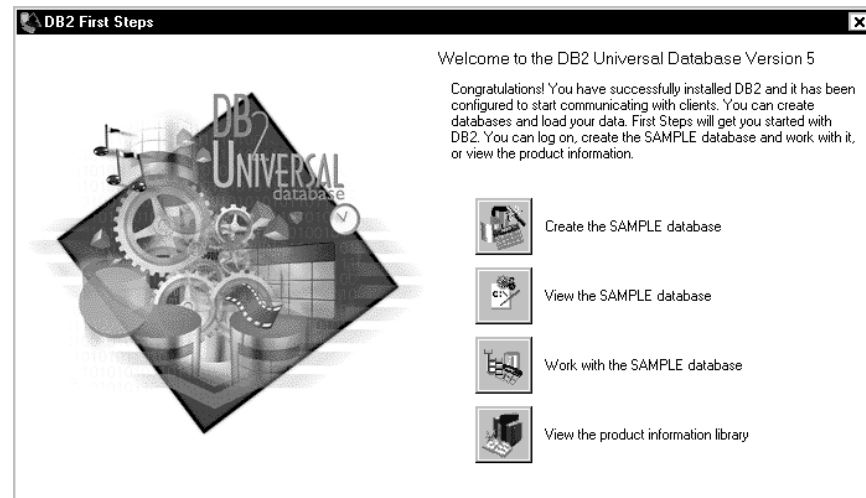 DB2 First Steps
Welcome to the DB2 Universal Database Version 5
Congratulations! You have successfully installed DB2 and it has been
configured to start communicating with clients. You can create
databases and load your data. First Steps will get you started with
DB2. You can log on, create the SAMPLE database and work with it,
or view the product information.
DB2
UNIVERSAL
database
Create the SAMPLE database
View the SAMPLE database
Work with the SAMPLE database
View the product information library